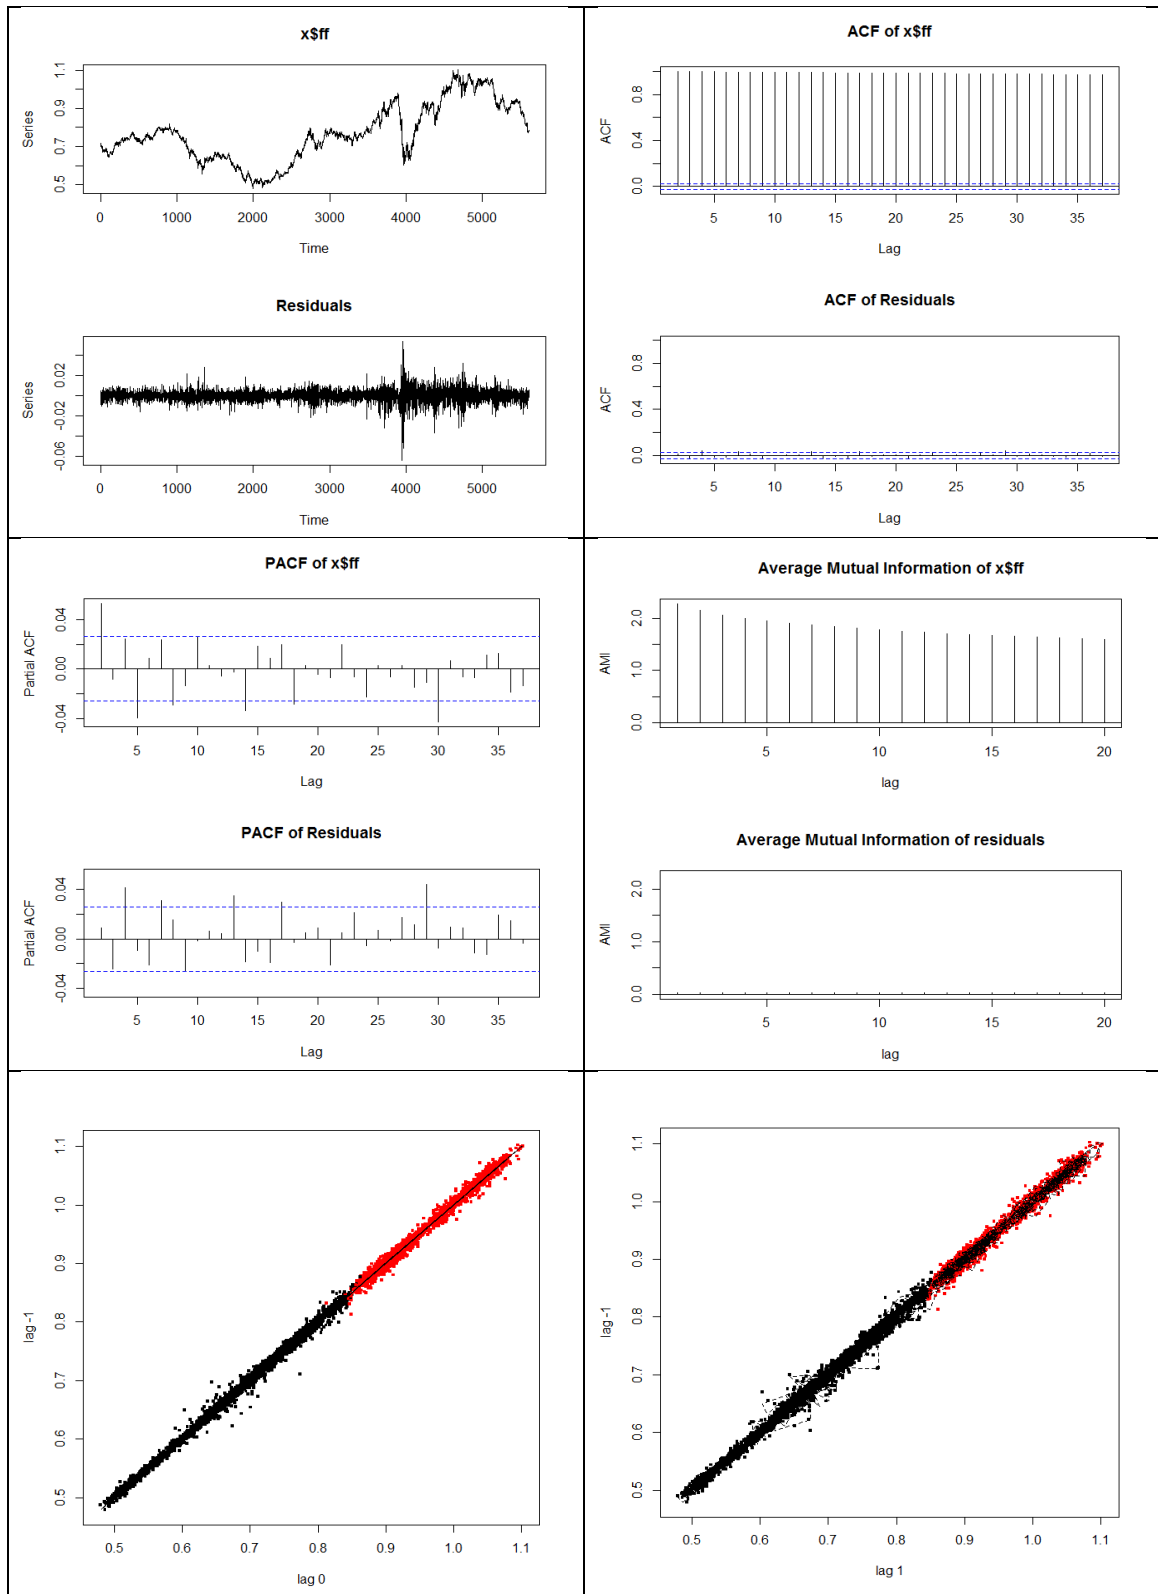 x$ff
Series
0.5 0.7 0.9 1.1
0 1000 2000 3000 4000 5000
Time
Residuals
Series
-0.06 -0.02 0.02
0 1000 2000 3000 4000 5000
Time
ACF of x$ff
ACF
0.0 0.4 0.8
5 10 15 20 25 30 35
Lag
ACF of Residuals
ACF
0.0 0.4 0.8
5 10 15 20 25 30 35
Lag
PACF of x$ff
Partial ACF
-0.04 0.00 0.04
5 10 15 20 25 30 35
Lag
PACF of Residuals
Partial ACF
-0.04 0.00 0.04
5 10 15 20 25 30 35
Lag
Average Mutual Information of x$ff
AMI
0.0 1.0 2.0
5 10 15 20
lag
Average Mutual Information of residuals
AMI
0.0 1.0 2.0
5 10 15 20
lag
lag -1
0.5 0.6 0.7 0.8 0.9 1.0 1.1
0.5 0.6 0.7 0.8 0.9 1.0 1.1
lag 0
lag -1
0.5 0.6 0.7 0.8 0.9 1.0 1.1
0.5 0.6 0.7 0.8 0.9 1.0 1.1
lag 1